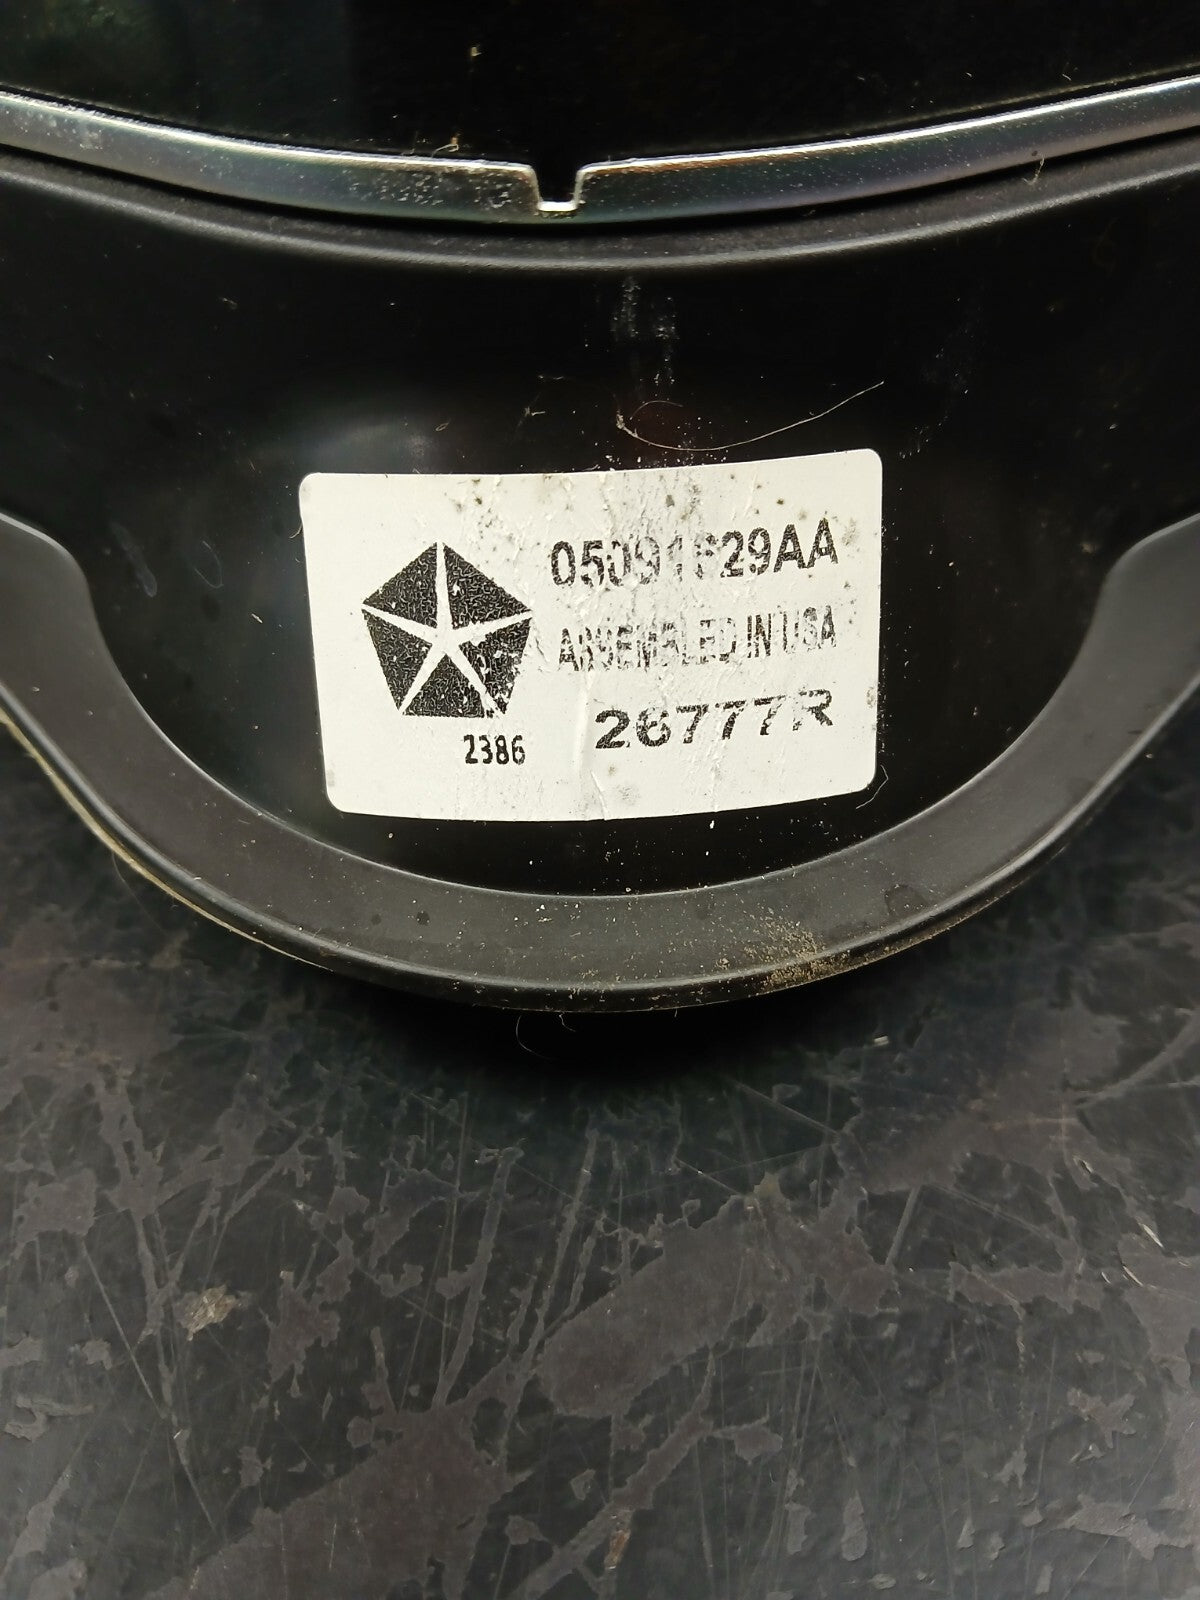 ASSEMBLED IN USA
26777R
2386